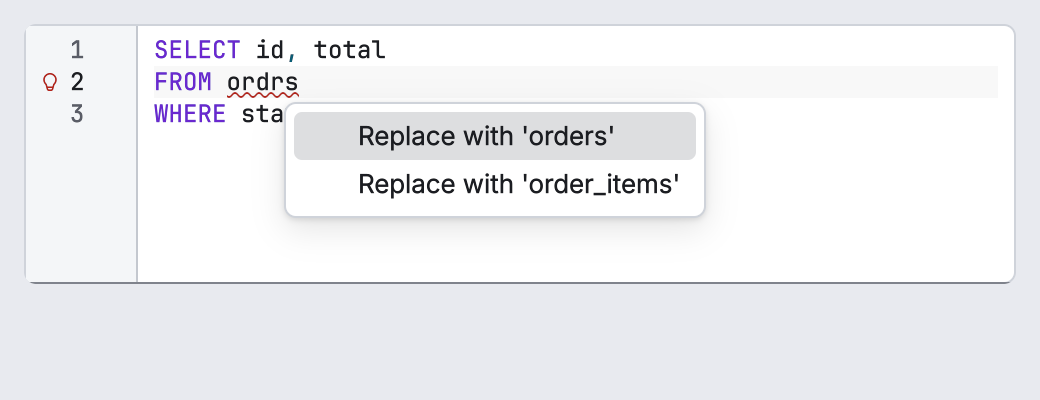 1 SELECT id, total
2 FROM ordrs
3 WHERE sta
Replace with 'orders'
Replace with 'order_items'